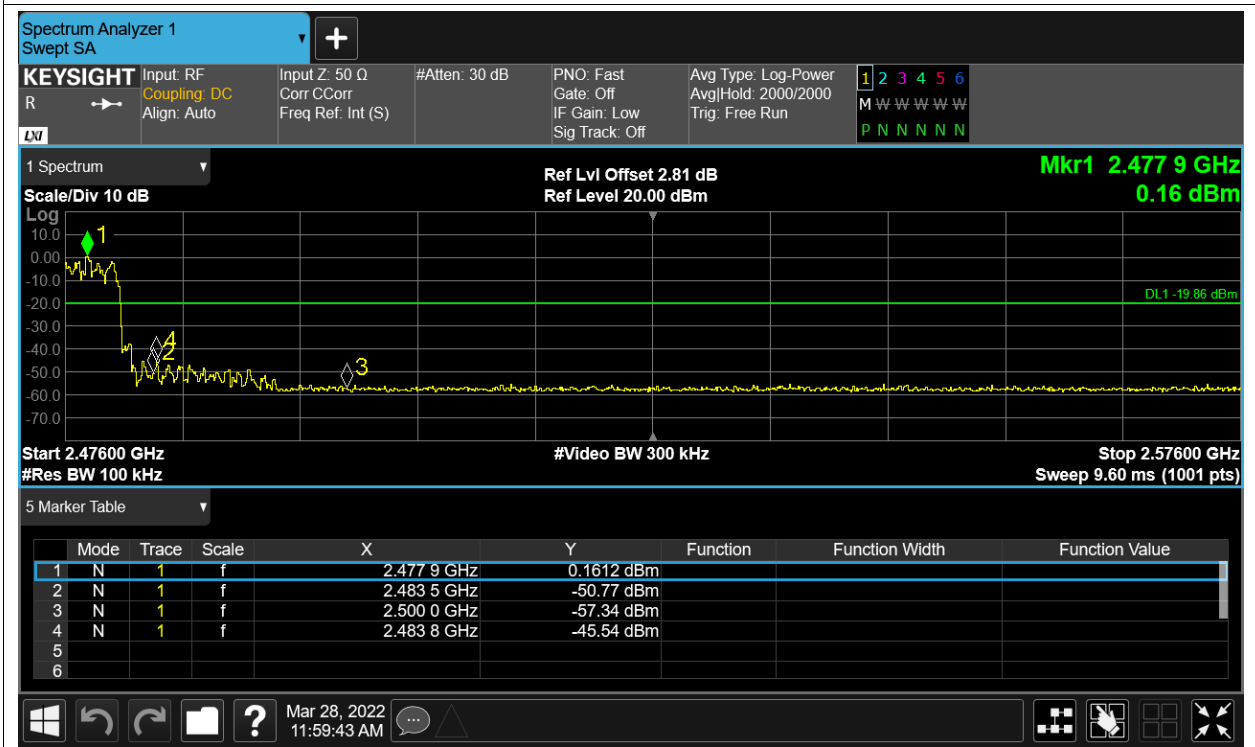 Spectrum Analyzer 1
Swept SA
KEYSIGHT
R
LXI
Input: RF
Coupling: DC
Align: Auto
Input Z: 50 Ω
Corr CCorr
Freq Ref: Int (S)
#Atten: 30 dB
PNO: Fast
Gate: Off
IF Gain: Low
Sig Track: Off
Avg Type: Log-Power
Avg|Hold: 2000/2000
Trig: Free Run
1 2 3 4 5 6
M W W W W W
P N N N N N
1 Spectrum
Scale/Div 10 dB
Ref Lvl Offset 2.81 dB
Ref Level 20.00 dBm
Mkr1 2.477 9 GHz
0.16 dBm
Log
10.0
0.00
-10.0
-20.0
-30.0
-40.0
-50.0
-60.0
-70.0
1
4
2
3
DL1 -19.86 dBm
Start 2.47600 GHz
#Res BW 100 kHz
#Video BW 300 kHz
Stop 2.57600 GHz
Sweep 9.60 ms (1001 pts)
5 Marker Table
Mode Trace Scale X Y Function Function Width Function Value
1 N 1 f 2.477 9 GHz 0.1612 dBm
2 N 1 f 2.483 5 GHz -50.77 dBm
3 N 1 f 2.500 0 GHz -57.34 dBm
4 N 1 f 2.483 8 GHz -45.54 dBm
5
6
?
Mar 28, 2022
11:59:43 AM